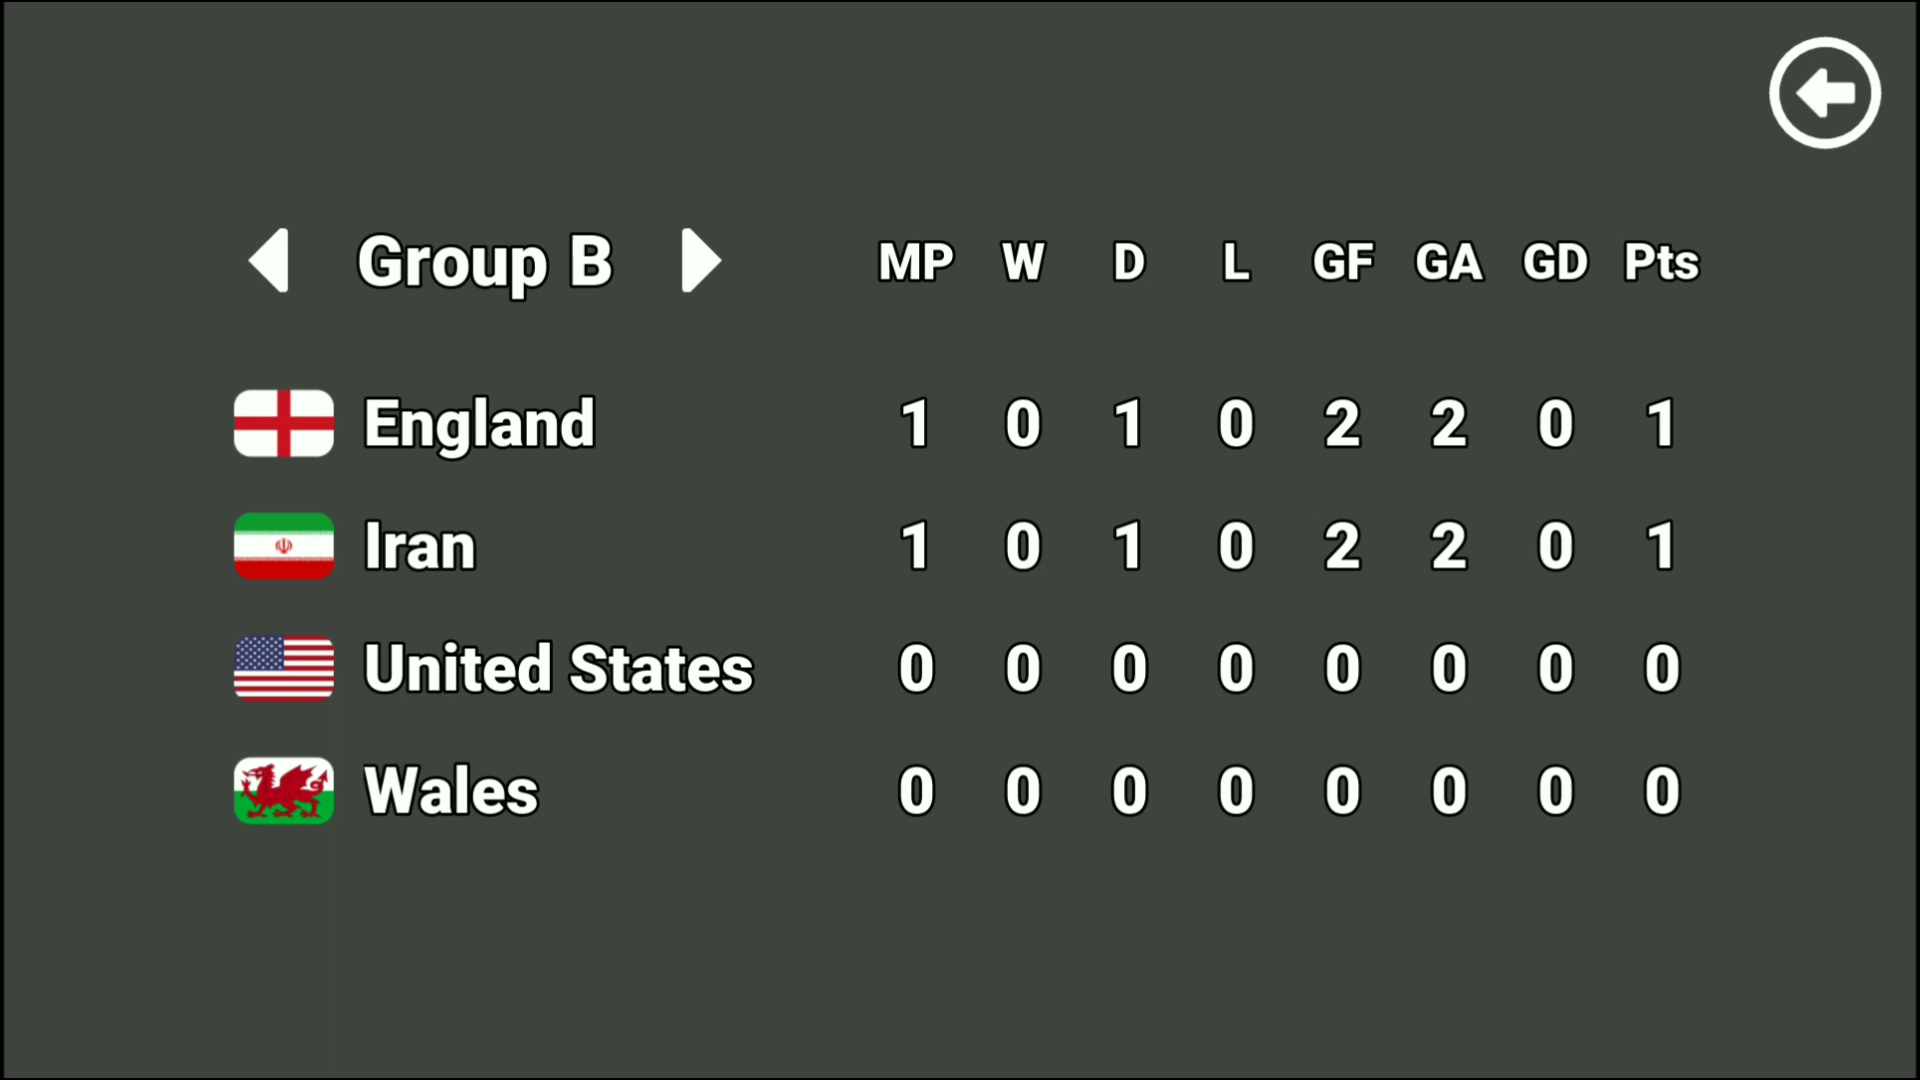 Group B MP W D L GF GA GD Pts
England 1 0 1 0 2 2 0 1
Iran 1 0 1 0 2 2 0 1
United States 0 0 0 0 0 0 0 0
Wales 0 0 0 0 0 0 0 0